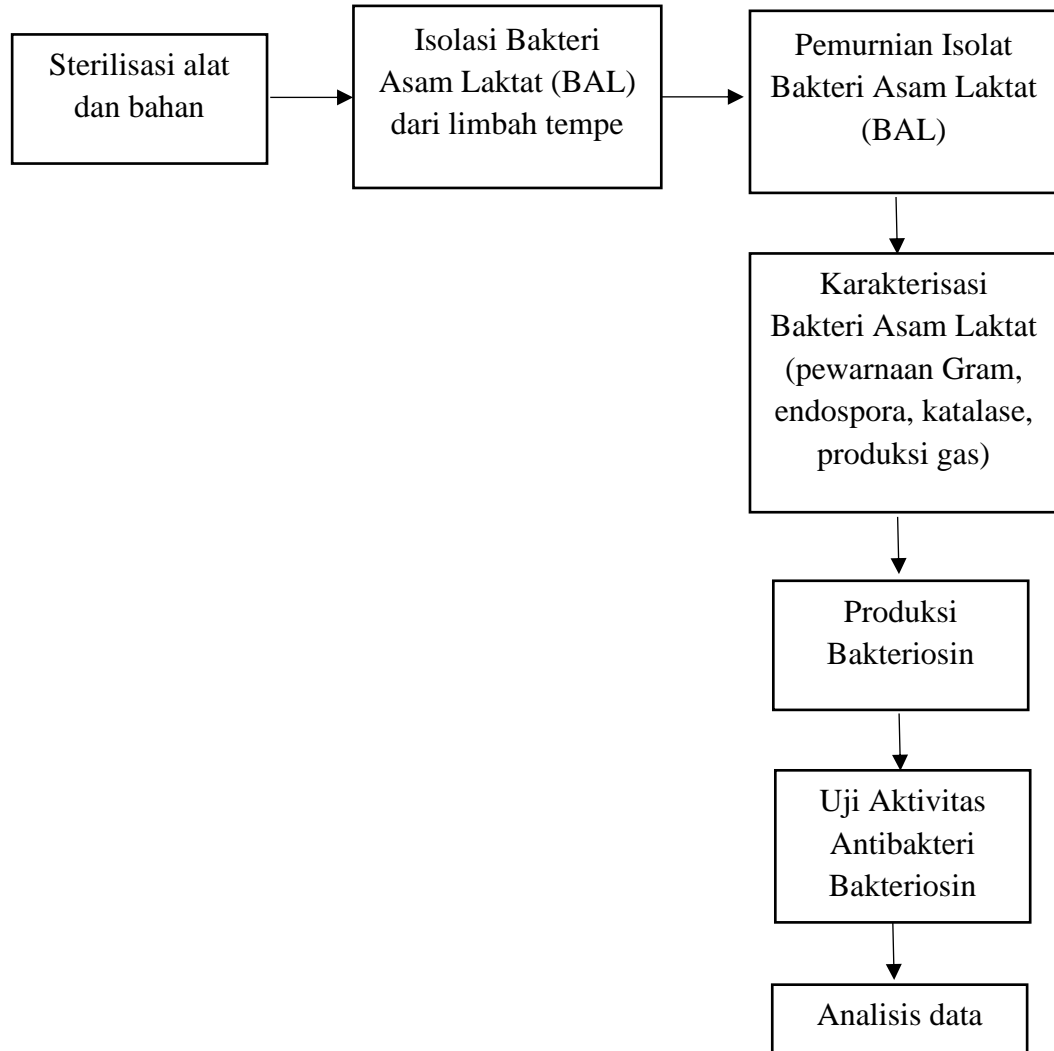 Sterilisasi alat
dan bahan
Isolasi Bakteri
Asam Laktat (BAL)
dari limbah tempe
Pemurnian Isolat
Bakteri Asam Laktat
(BAL)
Karakterisasi
Bakteri Asam Laktat
(pewarnaan Gram,
endospora, katalase,
produksi gas)
Produksi
Bakteriosin
Uji Aktivitas
Antibakteri
Bakteriosin
Analisis data